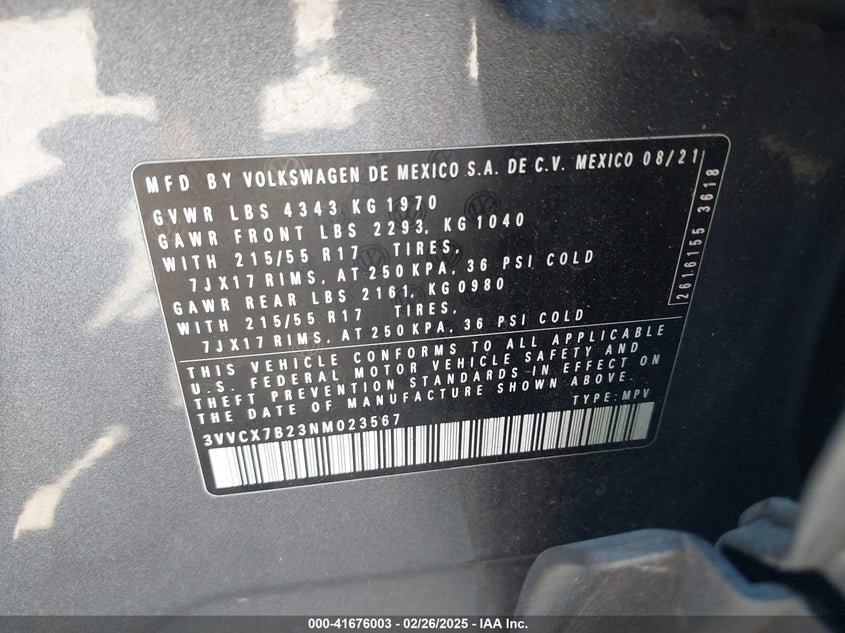 MFD BY VOLKSWAGEN DE MEXICO S.A. DE C.V. MEXICO 08/21
GVWR LBS 4343 KG 1970
GAWR FRONT LBS 2293, KG 1040
WITH 215/55 R17 TIRES,
7JX17 RIMS, AT 250 KPA, 36 PSI COLD
GAWR REAR LBS 2161, KG0980
WITH 215/55 R17 TIRES,
7JX17 RIMS, AT 250 KPA, 36 PSI COLD
THIS VEHICLE CONFORMS TO ALL APPLICABLE
U.S. FEDERAL MOTOR VEHICLE SAFETY AND
THEFT PREVENTION STANDARDS IN EFFECT ON
THE DATE OF MANUFACTURE SHOWN ABOVE.
3VVCX7B23NM023567 TYPE: MPV
2616155 3618
000-41676003 — 02/26/2025 — © IAA Inc.